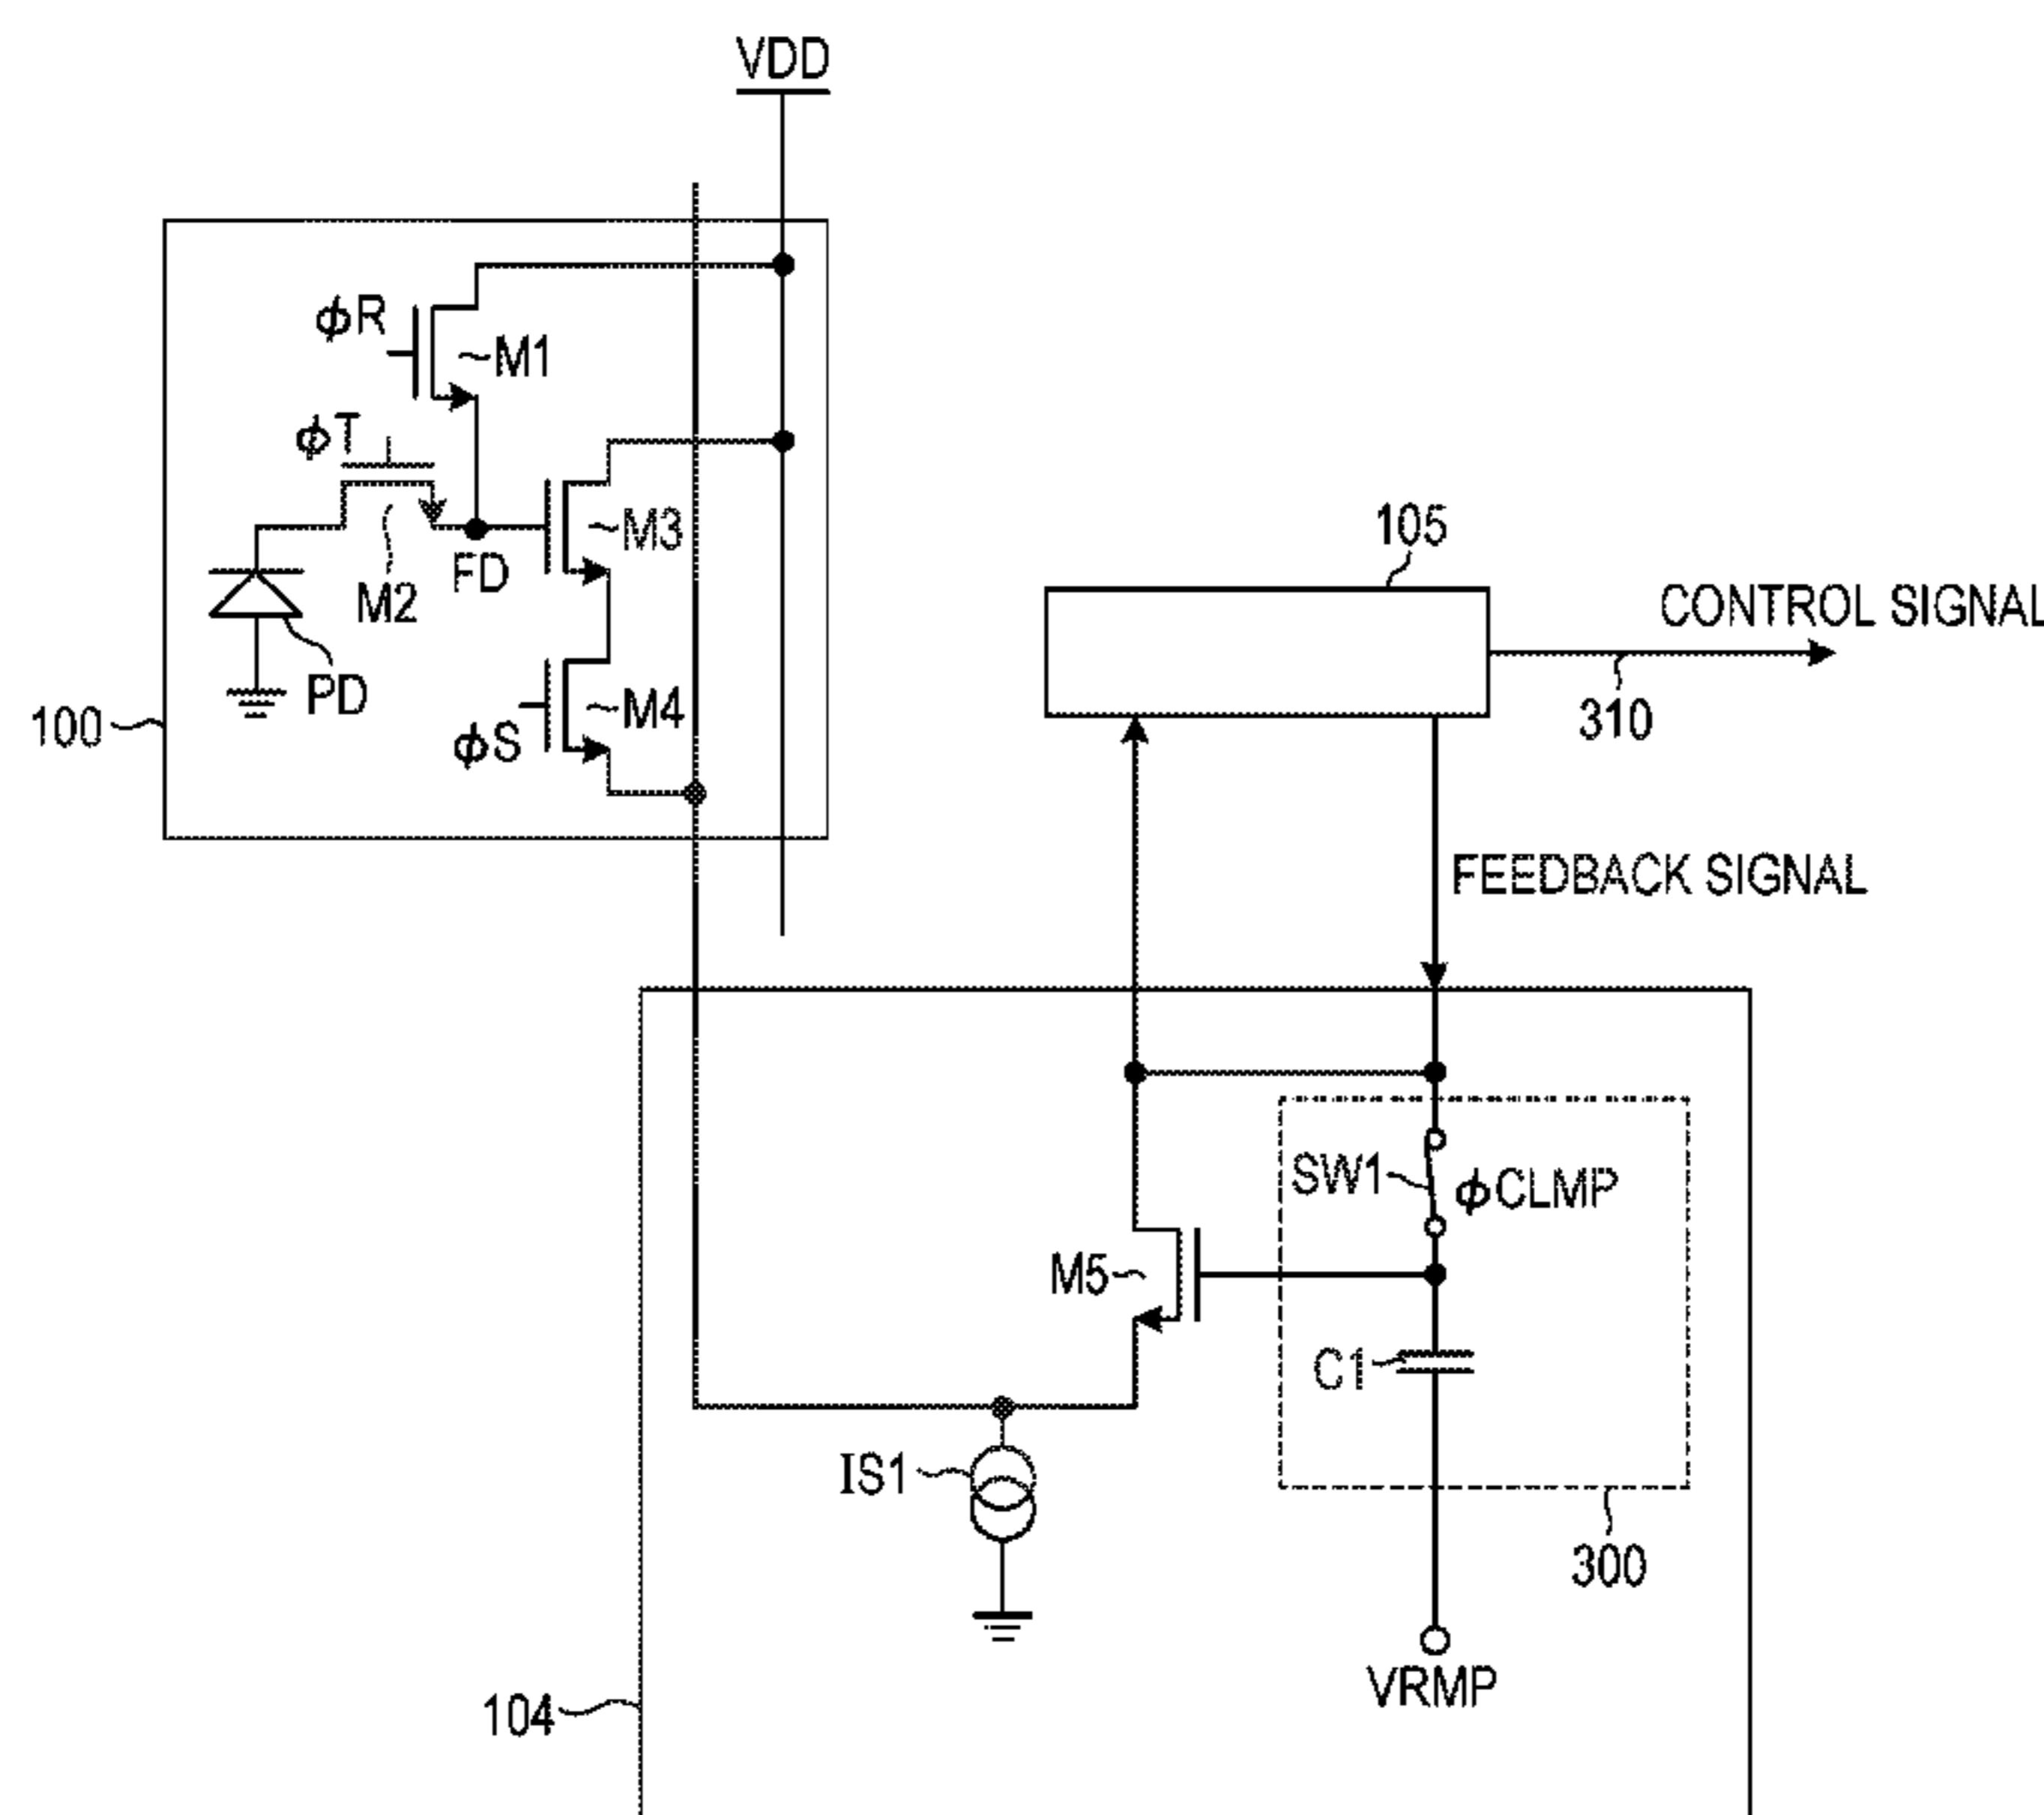 VDD
ϕR
M1
ϕT
M3
FD
M2
105
CONTROL SIGNAL
PD
M4
310
100
ϕS
FEEDBACK SIGNAL
SW1
ϕCLMP
M5
C1
IS1
300
VRMP
104